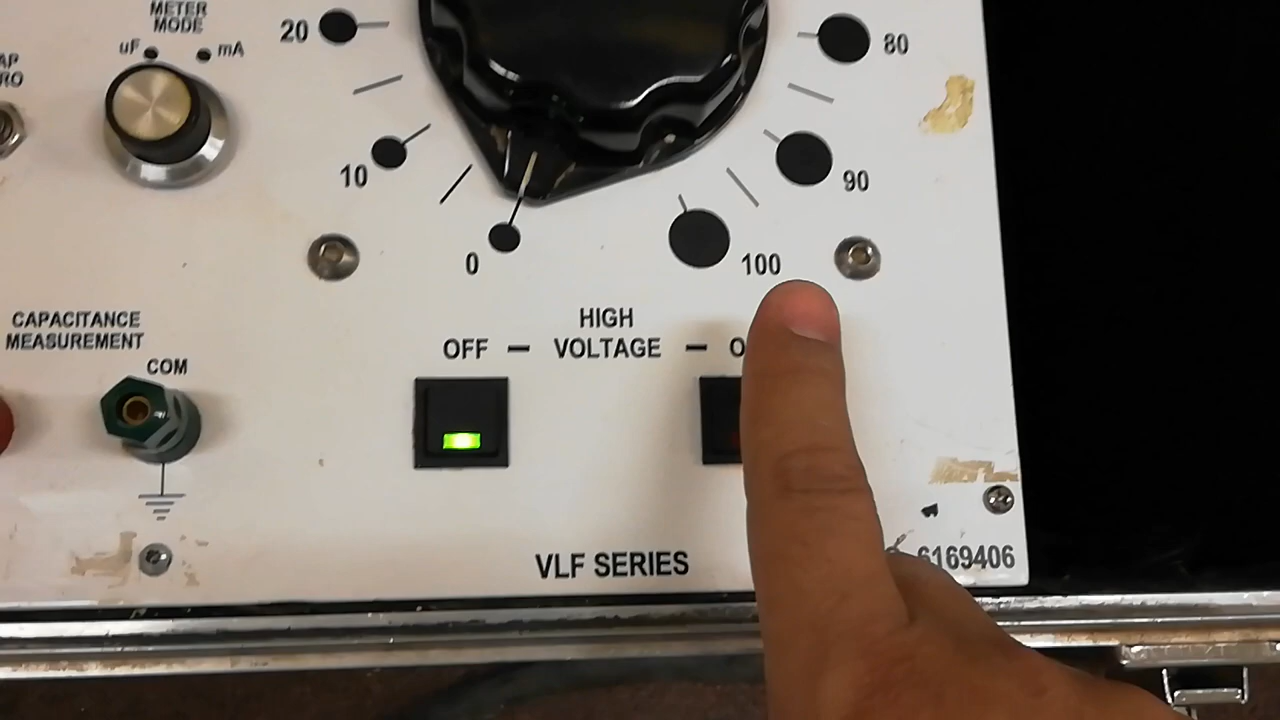 METER
MODE
uF mA
20
80
10
90
0
100
CAPACITANCE
MEASUREMENT
COM
HIGH
OFF – VOLTAGE –
VLF SERIES
6169406